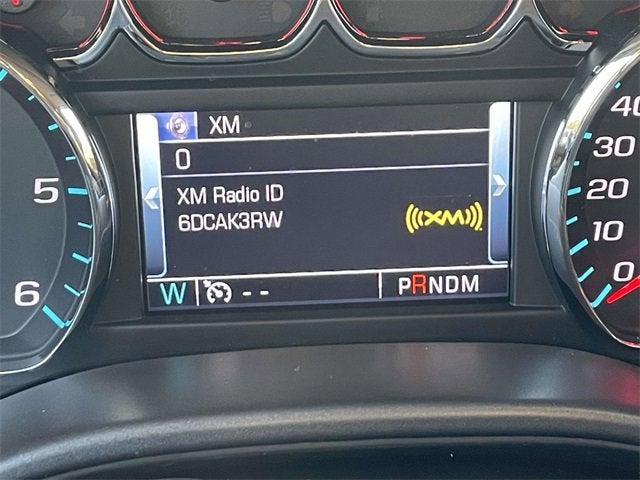 XM
0
XM Radio ID
6DCAK3RW
((XM))
W - - PRNDM
5
6
40
30
20
10
0